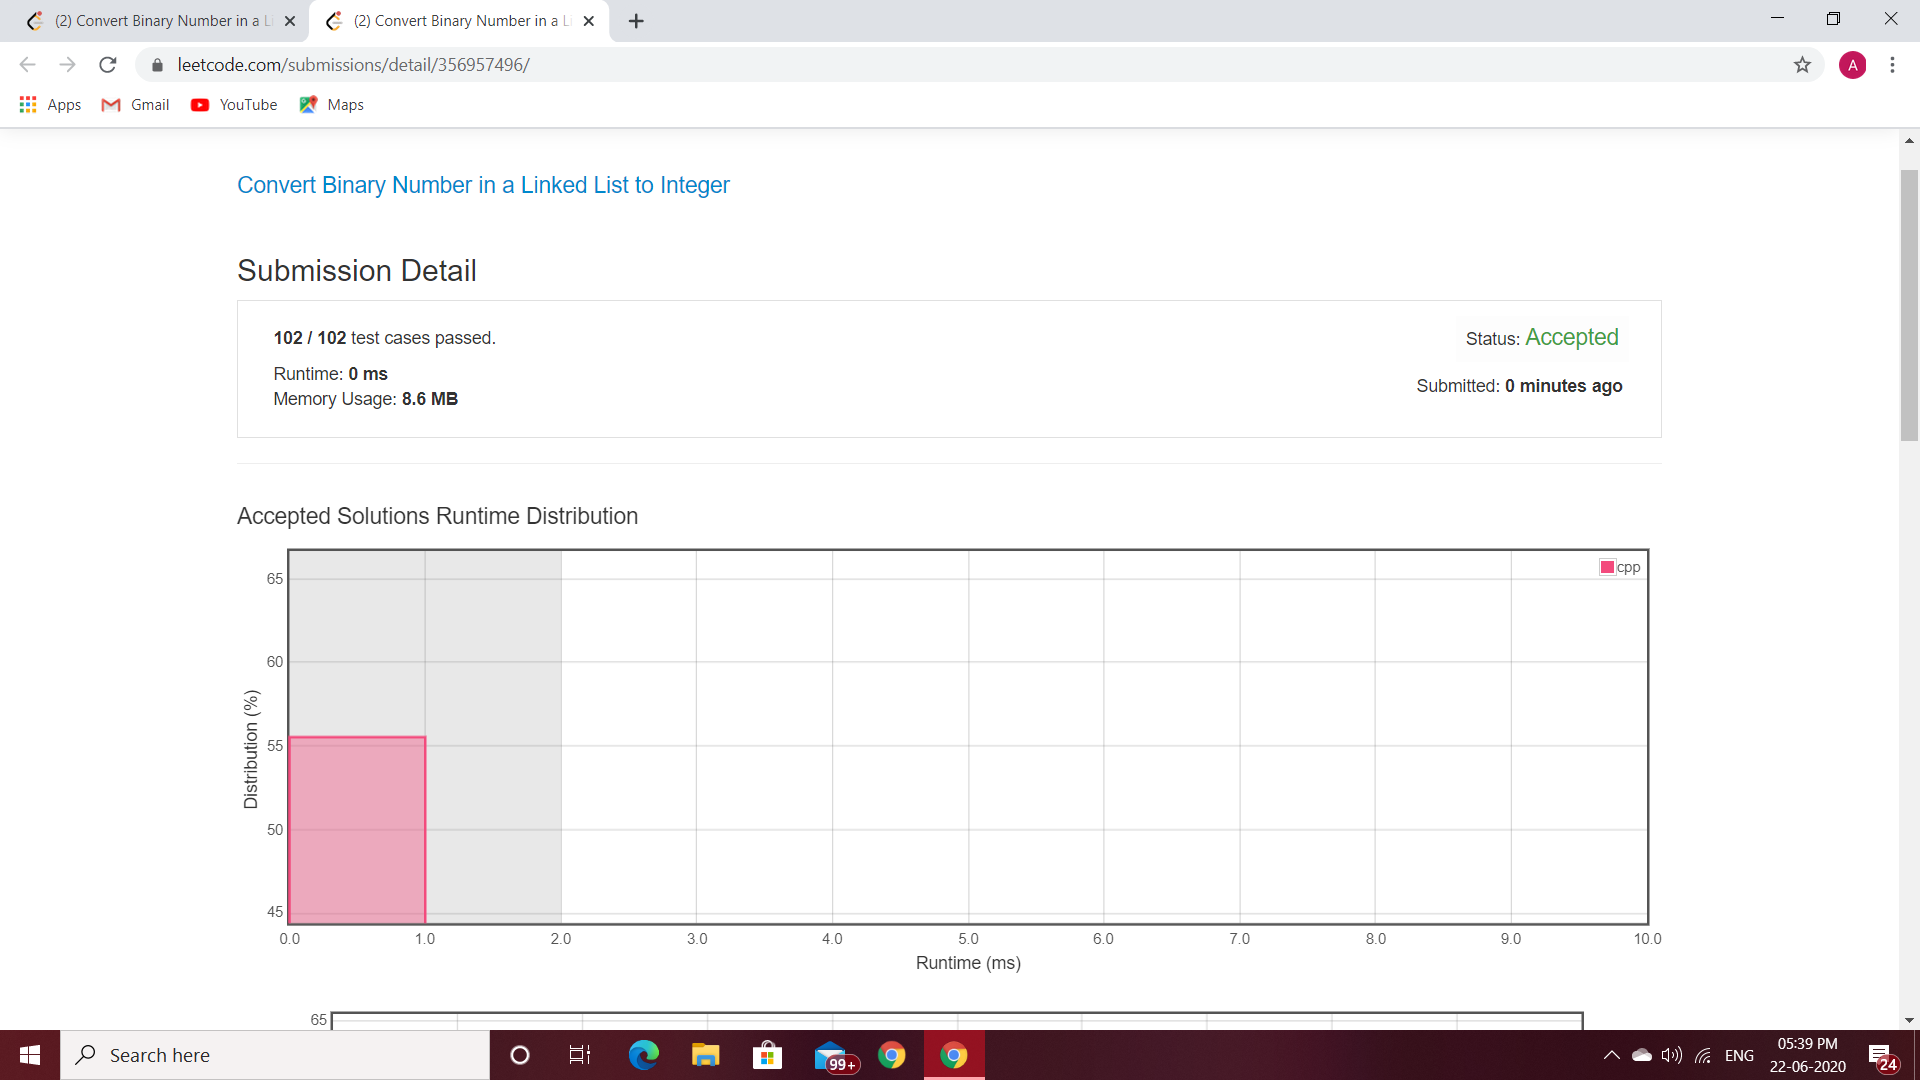 (2) Convert Binary Number in a Li
(2) Convert Binary Number in a Li
leetcode.com/submissions/detail/356957496/
A
Apps
Gmail
YouTube
Maps
Convert Binary Number in a Linked List to Integer
Submission Detail
102 / 102 test cases passed.
Status: Accepted
Runtime: 0 ms
Submitted: 0 minutes ago
Memory Usage: 8.6 MB
Accepted Solutions Runtime Distribution
cpp
65
60
55
50
45
Distribution (%)
0.0 1.0 2.0 3.0 4.0 5.0 6.0 7.0 8.0 9.0 10.0
Runtime (ms)
65
Search here
99+
ENG
05:39 PM
22-06-2020
24